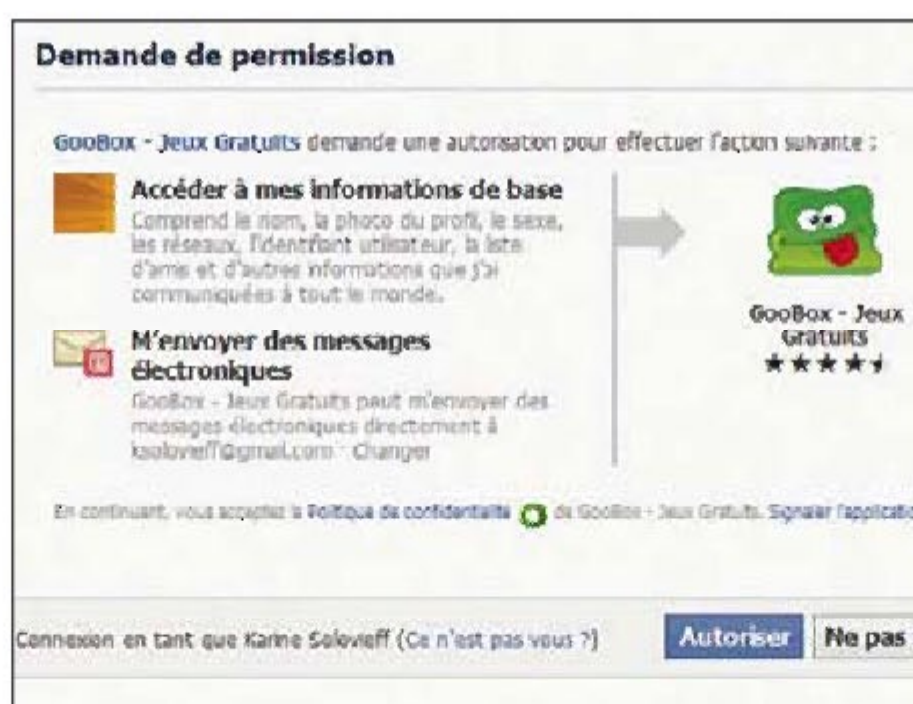 Demande de permission
GooBox - Jeux Gratuits demande une autorisation pour effectuer l'action suivante :
Accéder à mes informations de base
Comprend le nom, la photo du profil, le sexe,
les réseaux, l'identifiant utilisateur, la liste
d'amis et d'autres informations que j'ai
communiquées à tout le monde.
M'envoyer des messages
électroniques
GooBox - Jeux Gratuits peut m'envoyer des
messages électroniques directement à
ksolovieff@gmail.com · Changer
GooBox - Jeux
Gratuits
En continuant, vous acceptez la Politique de confidentialité de GooBox - Jeux Gratuits. Signaler l'applicatio
Connexion en tant que Karine Solovieff (Ce n'est pas vous ?)
Autoriser
Ne pas